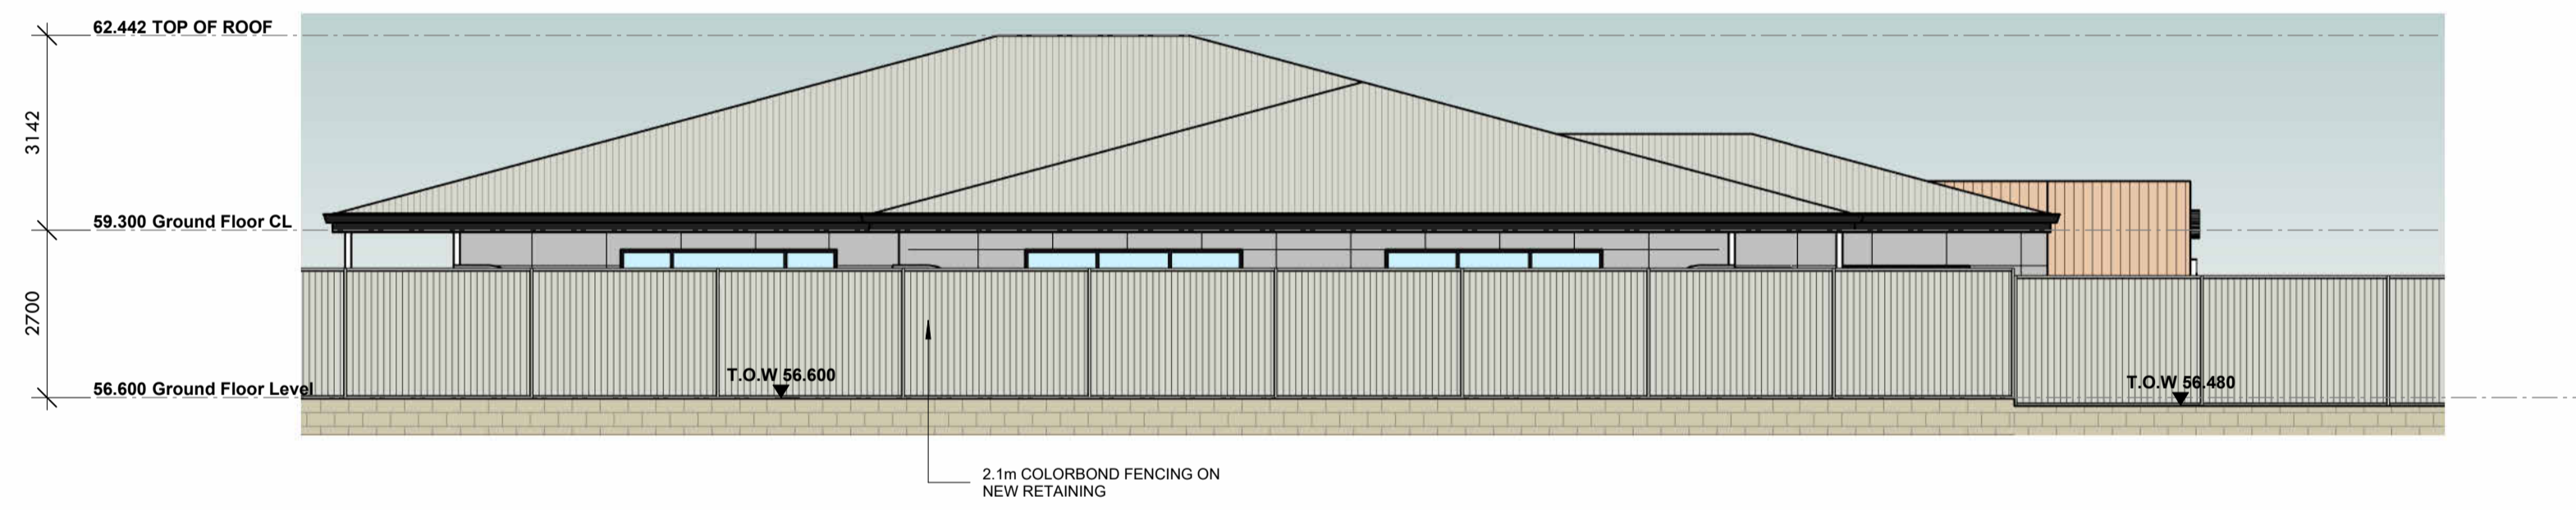 62.442 TOP OF ROOF
3142
59.300 Ground Floor CL
2700
56.600 Ground Floor Level
T.O.W 56.600
T.O.W 56.480
2.1m COLORBOND FENCING ON
NEW RETAINING